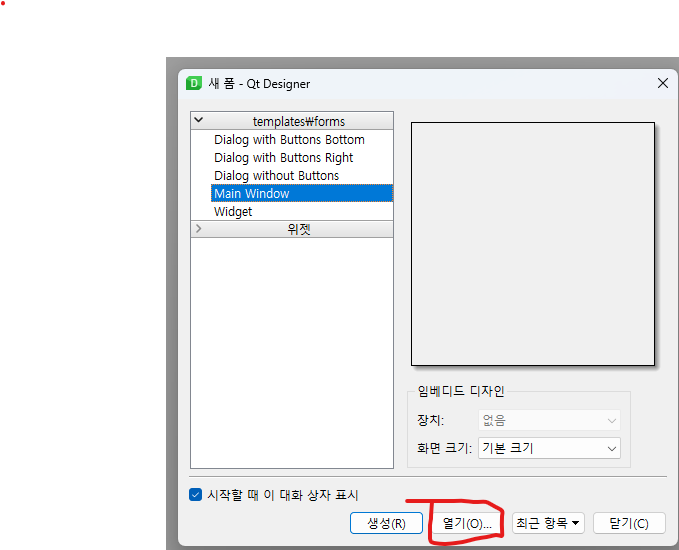 새 폼 - Qt Designer
templates\forms
Dialog with Buttons Bottom
Dialog with Buttons Right
Dialog without Buttons
Main Window
Widget
위젯
임베디드 디자인
장치: 없음
화면 크기: 기본 크기
시작할 때 이 대화 상자 표시
생성(R) 열기(O)... 최근 항목 닫기(C)